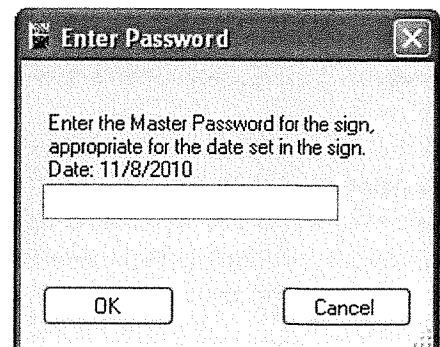 Enter Password
Enter the Master Password for the sign,
appropriate for the date set in the sign.
Date: 11/8/2010
OK
Cancel